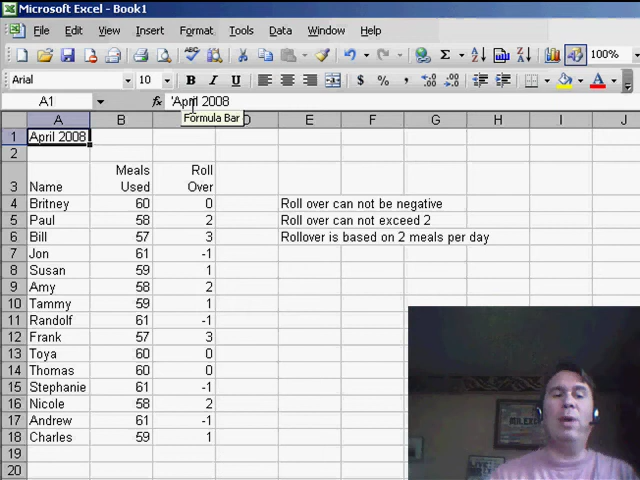 Microsoft Excel - Book1
File Edit View Insert Format Tools Data Window Help
100%
Arial 10 B I U $ % ,
A1 fx 'April 2008
Formula Bar
A B D E F G H I J
1 April 2008
2
3 Name Meals Used Roll Over
4 Britney 60 0 Roll over can not be negative
5 Paul 58 2 Roll over can not exceed 2
6 Bill 57 3 Rollover is based on 2 meals per day
7 Jon 61 -1
8 Susan 59 1
9 Amy 58 2
10 Tammy 59 1
11 Randolf 61 -1
12 Frank 57 3
13 Toya 60 0
14 Thomas 60 0
15 Stephanie 61 -1
16 Nicole 58 2
17 Andrew 61 -1
18 Charles 59 1
19
20